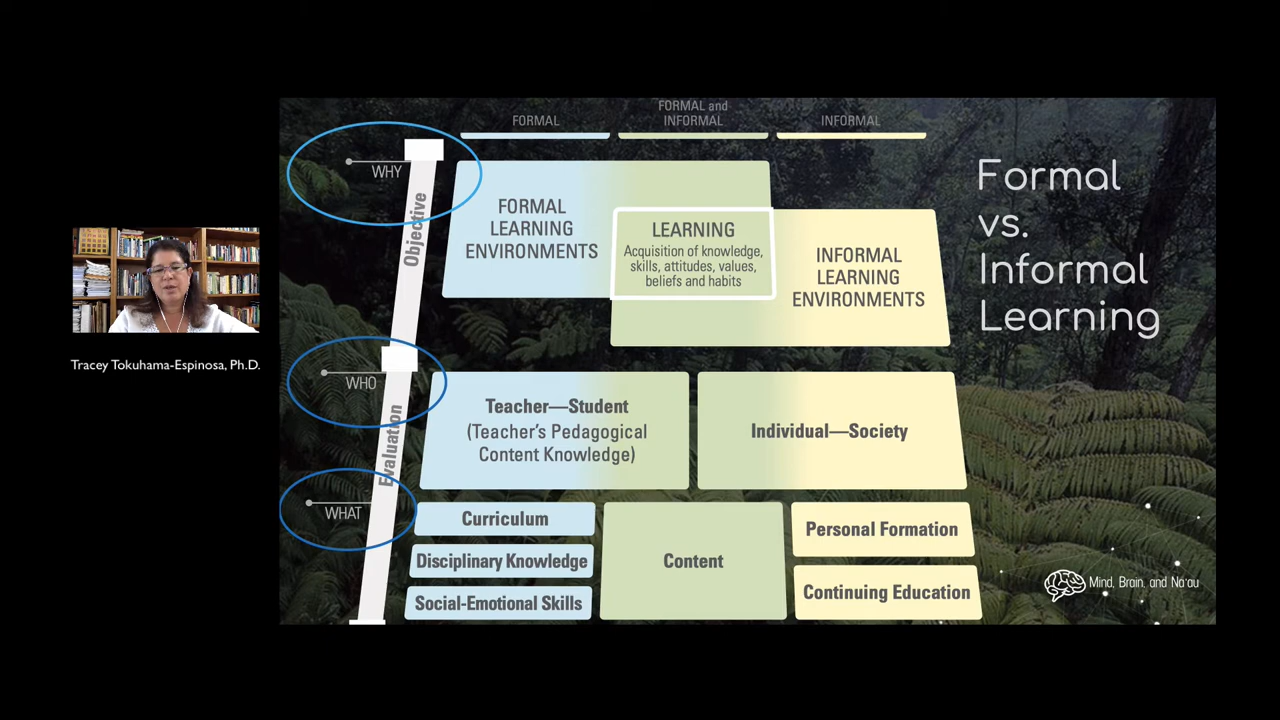 FORMAL
FORMAL and
INFORMAL
INFORMAL
WHY
Objective
FORMAL
LEARNING
ENVIRONMENTS
LEARNING
Acquisition of knowledge,
skills, attitudes, values,
beliefs and habits
INFORMAL
LEARNING
ENVIRONMENTS
Formal
vs.
Informal
Learning
Tracey Tokuhama-Espinosa, Ph.D.
WHO
Evaluation
Teacher—Student
(Teacher's Pedagogical
Content Knowledge)
Individual—Society
WHAT
Curriculum
Disciplinary Knowledge
Social-Emotional Skills
Content
Personal Formation
Continuing Education
Mind, Brain, and Na'au